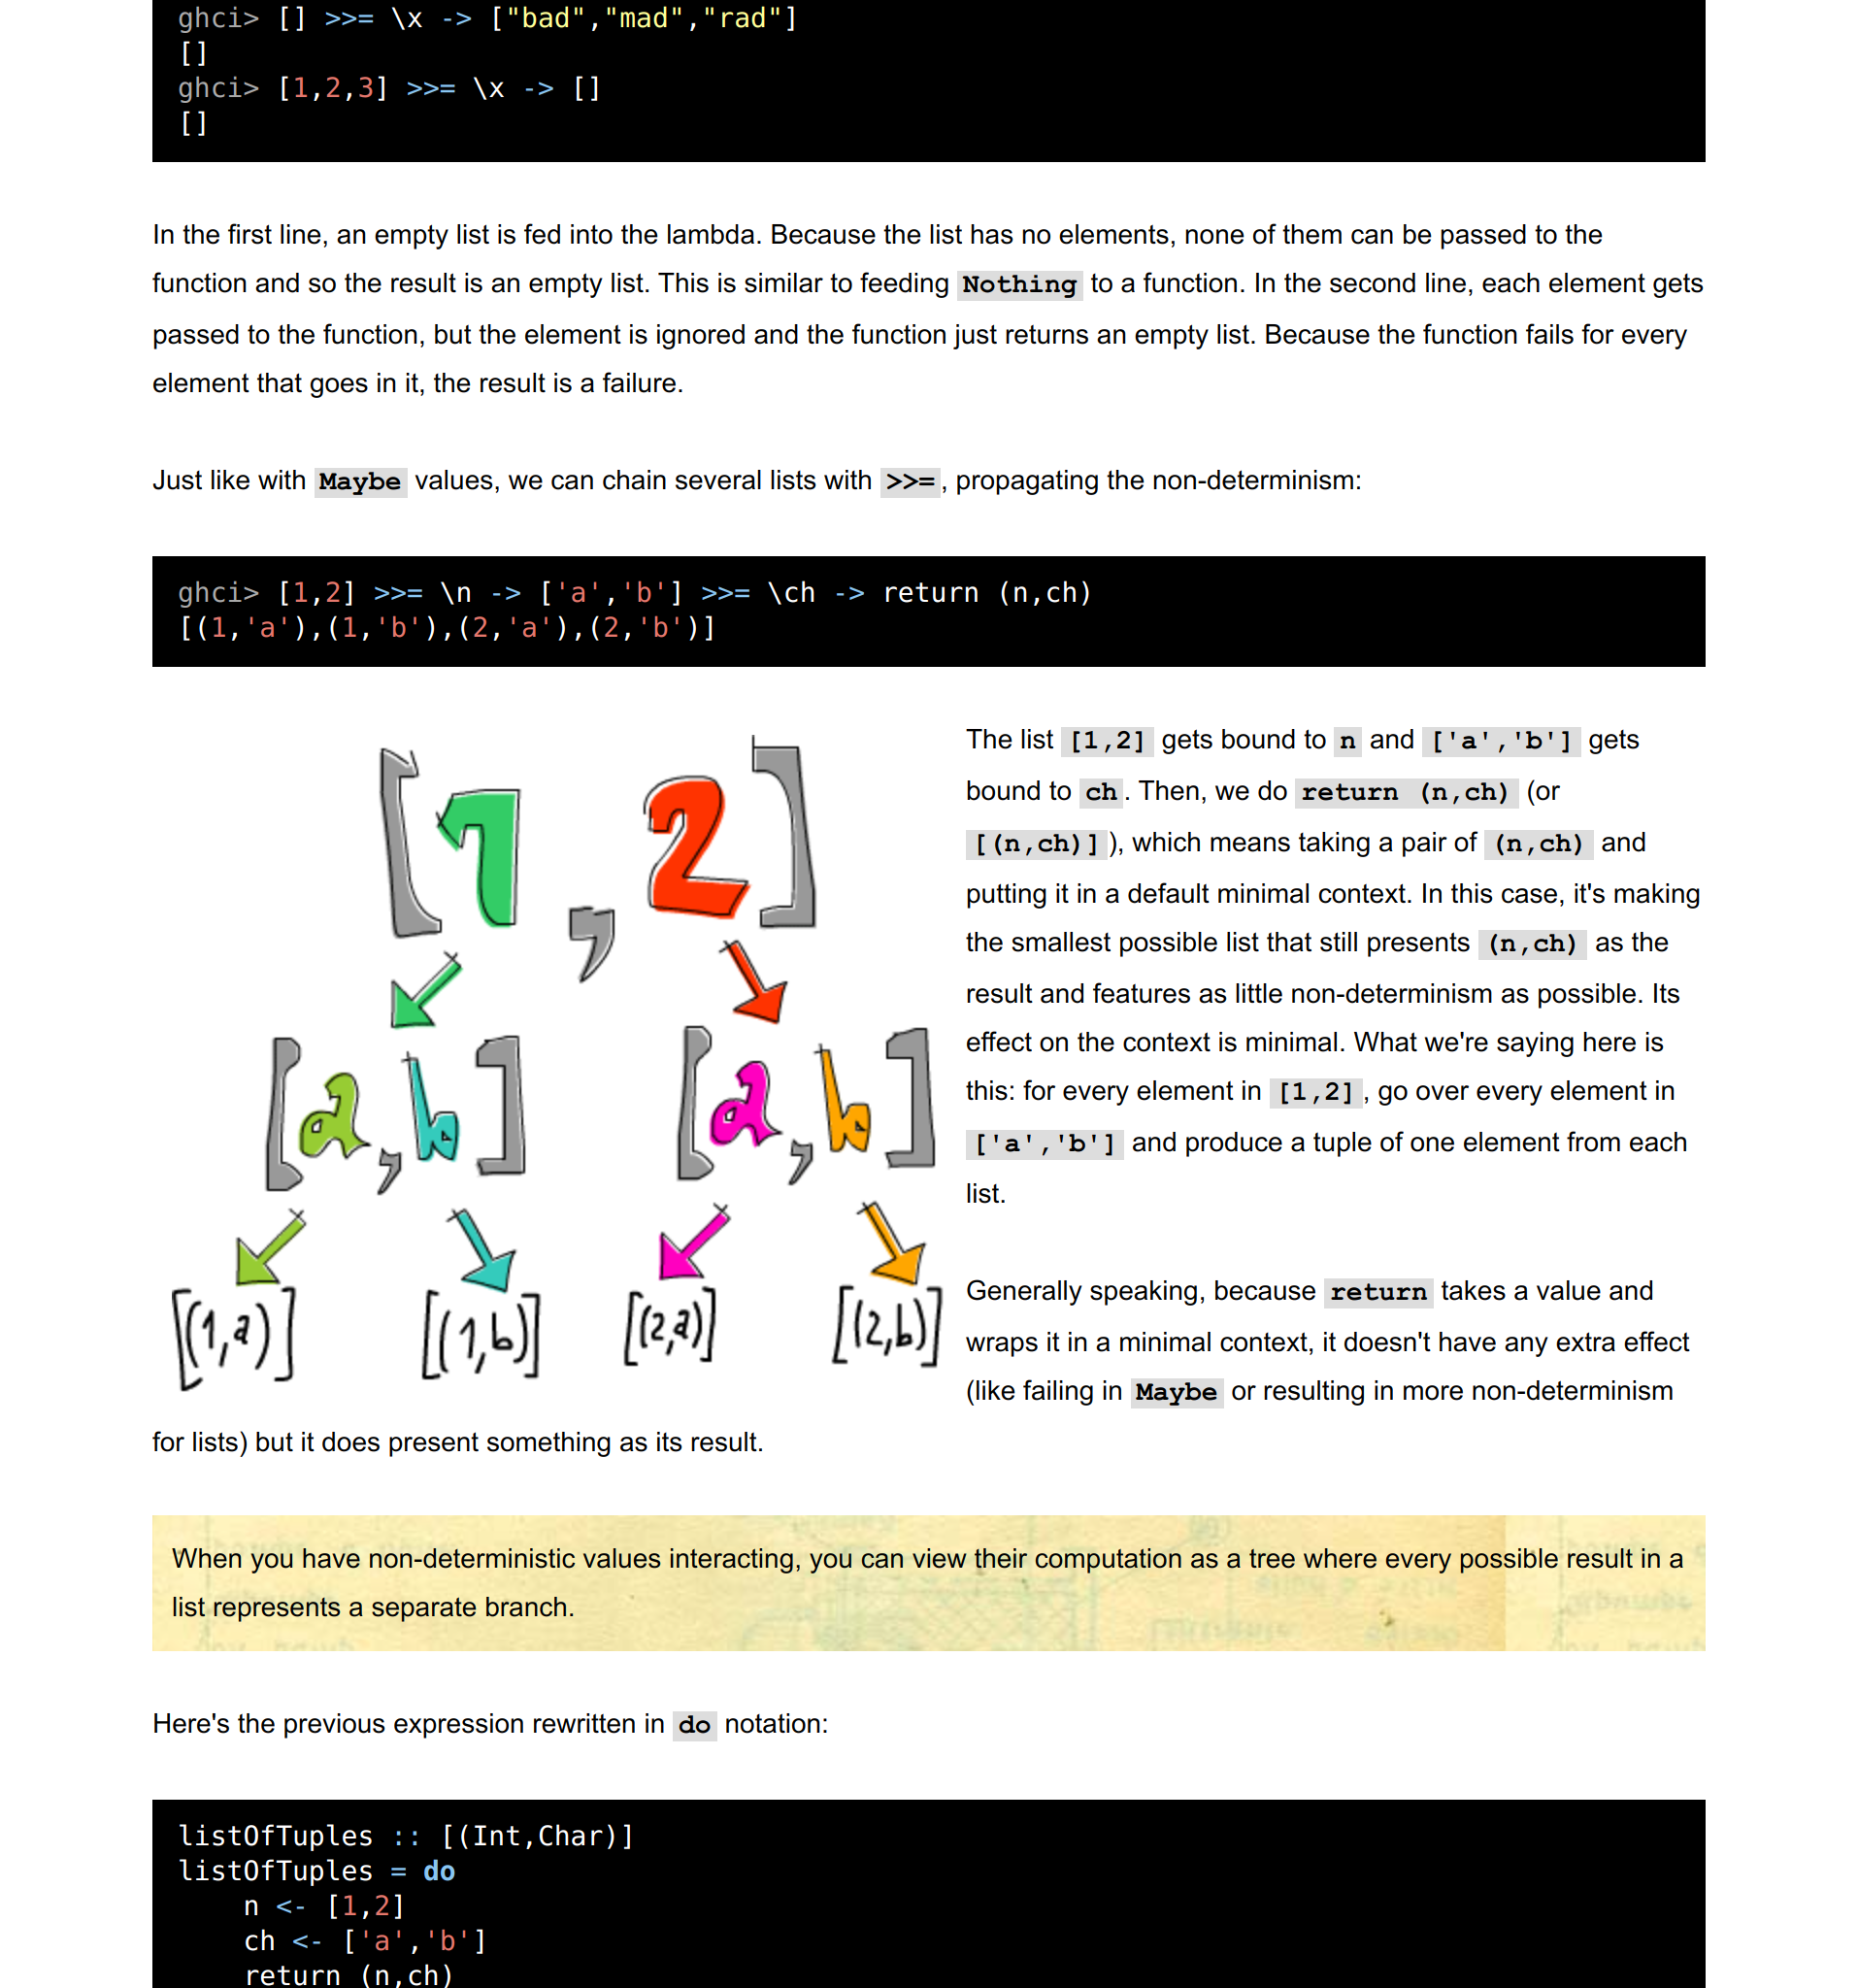 ghci> [] >>= \x -> ["bad","mad","rad"]
[]
ghci> [1,2,3] >>= \x -> []
[]
In the first line, an empty list is fed into the lambda. Because the list has no elements, none of them can be passed to the
function and so the result is an empty list. This is similar to feeding Nothing to a function. In the second line, each element gets
passed to the function, but the element is ignored and the function just returns an empty list. Because the function fails for every
element that goes in it, the result is a failure.
Just like with Maybe values, we can chain several lists with >>=, propagating the non-determinism:
ghci> [1,2] >>= \n -> ['a','b'] >>= \ch -> return (n,ch)
[(1,'a'),(1,'b'),(2,'a'),(2,'b')]
[1,2]
[a,b] [a,b]
[(1,a)] [(1,b)] [(2,a)] [(2,b)]
The list [1,2] gets bound to n and ['a','b'] gets
bound to ch. Then, we do return (n,ch) (or
[(n,ch)]), which means taking a pair of (n,ch) and
putting it in a default minimal context. In this case, it's making
the smallest possible list that still presents (n,ch) as the
result and features as little non-determinism as possible. Its
effect on the context is minimal. What we're saying here is
this: for every element in [1,2], go over every element in
['a','b'] and produce a tuple of one element from each
list.
Generally speaking, because return takes a value and
wraps it in a minimal context, it doesn't have any extra effect
(like failing in Maybe or resulting in more non-determinism
for lists) but it does present something as its result.
When you have non-deterministic values interacting, you can view their computation as a tree where every possible result in a
list represents a separate branch.
Here's the previous expression rewritten in do notation:
listOfTuples :: [(Int,Char)]
listOfTuples = do
    n <- [1,2]
    ch <- ['a','b']
    return (n,ch)